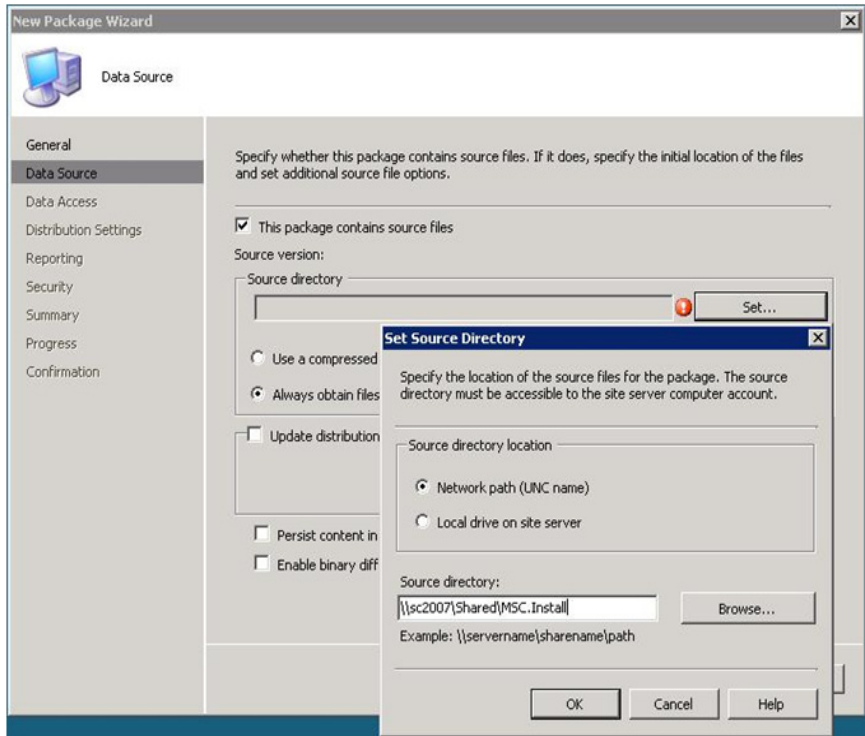 New Package Wizard
Data Source
General
Data Source
Data Access
Distribution Settings
Reporting
Security
Summary
Progress
Confirmation
Specify whether this package contains source files. If it does, specify the initial location of the files
and set additional source file options.
This package contains source files
Source version:
Source directory
Set...
Use a compressed
Always obtain files
Update distribution
Persist content in
Enable binary diff
Set Source Directory
Specify the location of the source files for the package. The source
directory must be accessible to the site server computer account.
Source directory location
Network path (UNC name)
Local drive on site server
Source directory:
\\sc2007\Shared\MSC.Install
Browse...
Example: \\servername\sharename\path
OK
Cancel
Help